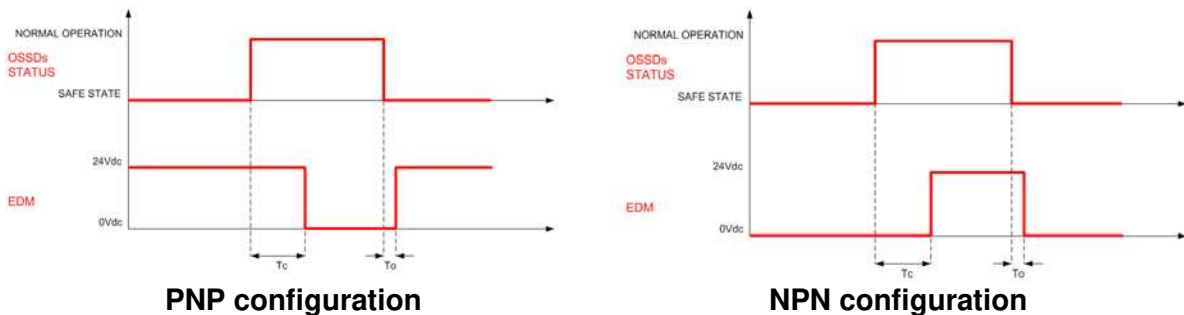 NORMAL OPERATION
OSSDs
STATUS
SAFE STATE
24Vdc
EDM
0Vdc
Tc
To
PNP configuration
NORMAL OPERATION
OSSDs
STATUS
SAFE STATE
24Vdc
EDM
0Vdc
Tc
To
NPN configuration